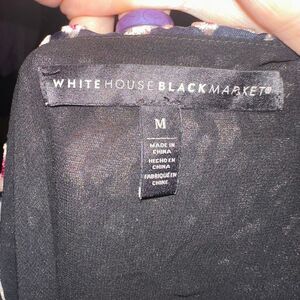 WHITE HOUSE BLACK MARKET®
M
MADE IN
CHINA
HECHO EN
CHINA
FABRIQUÉ EN
CHINE